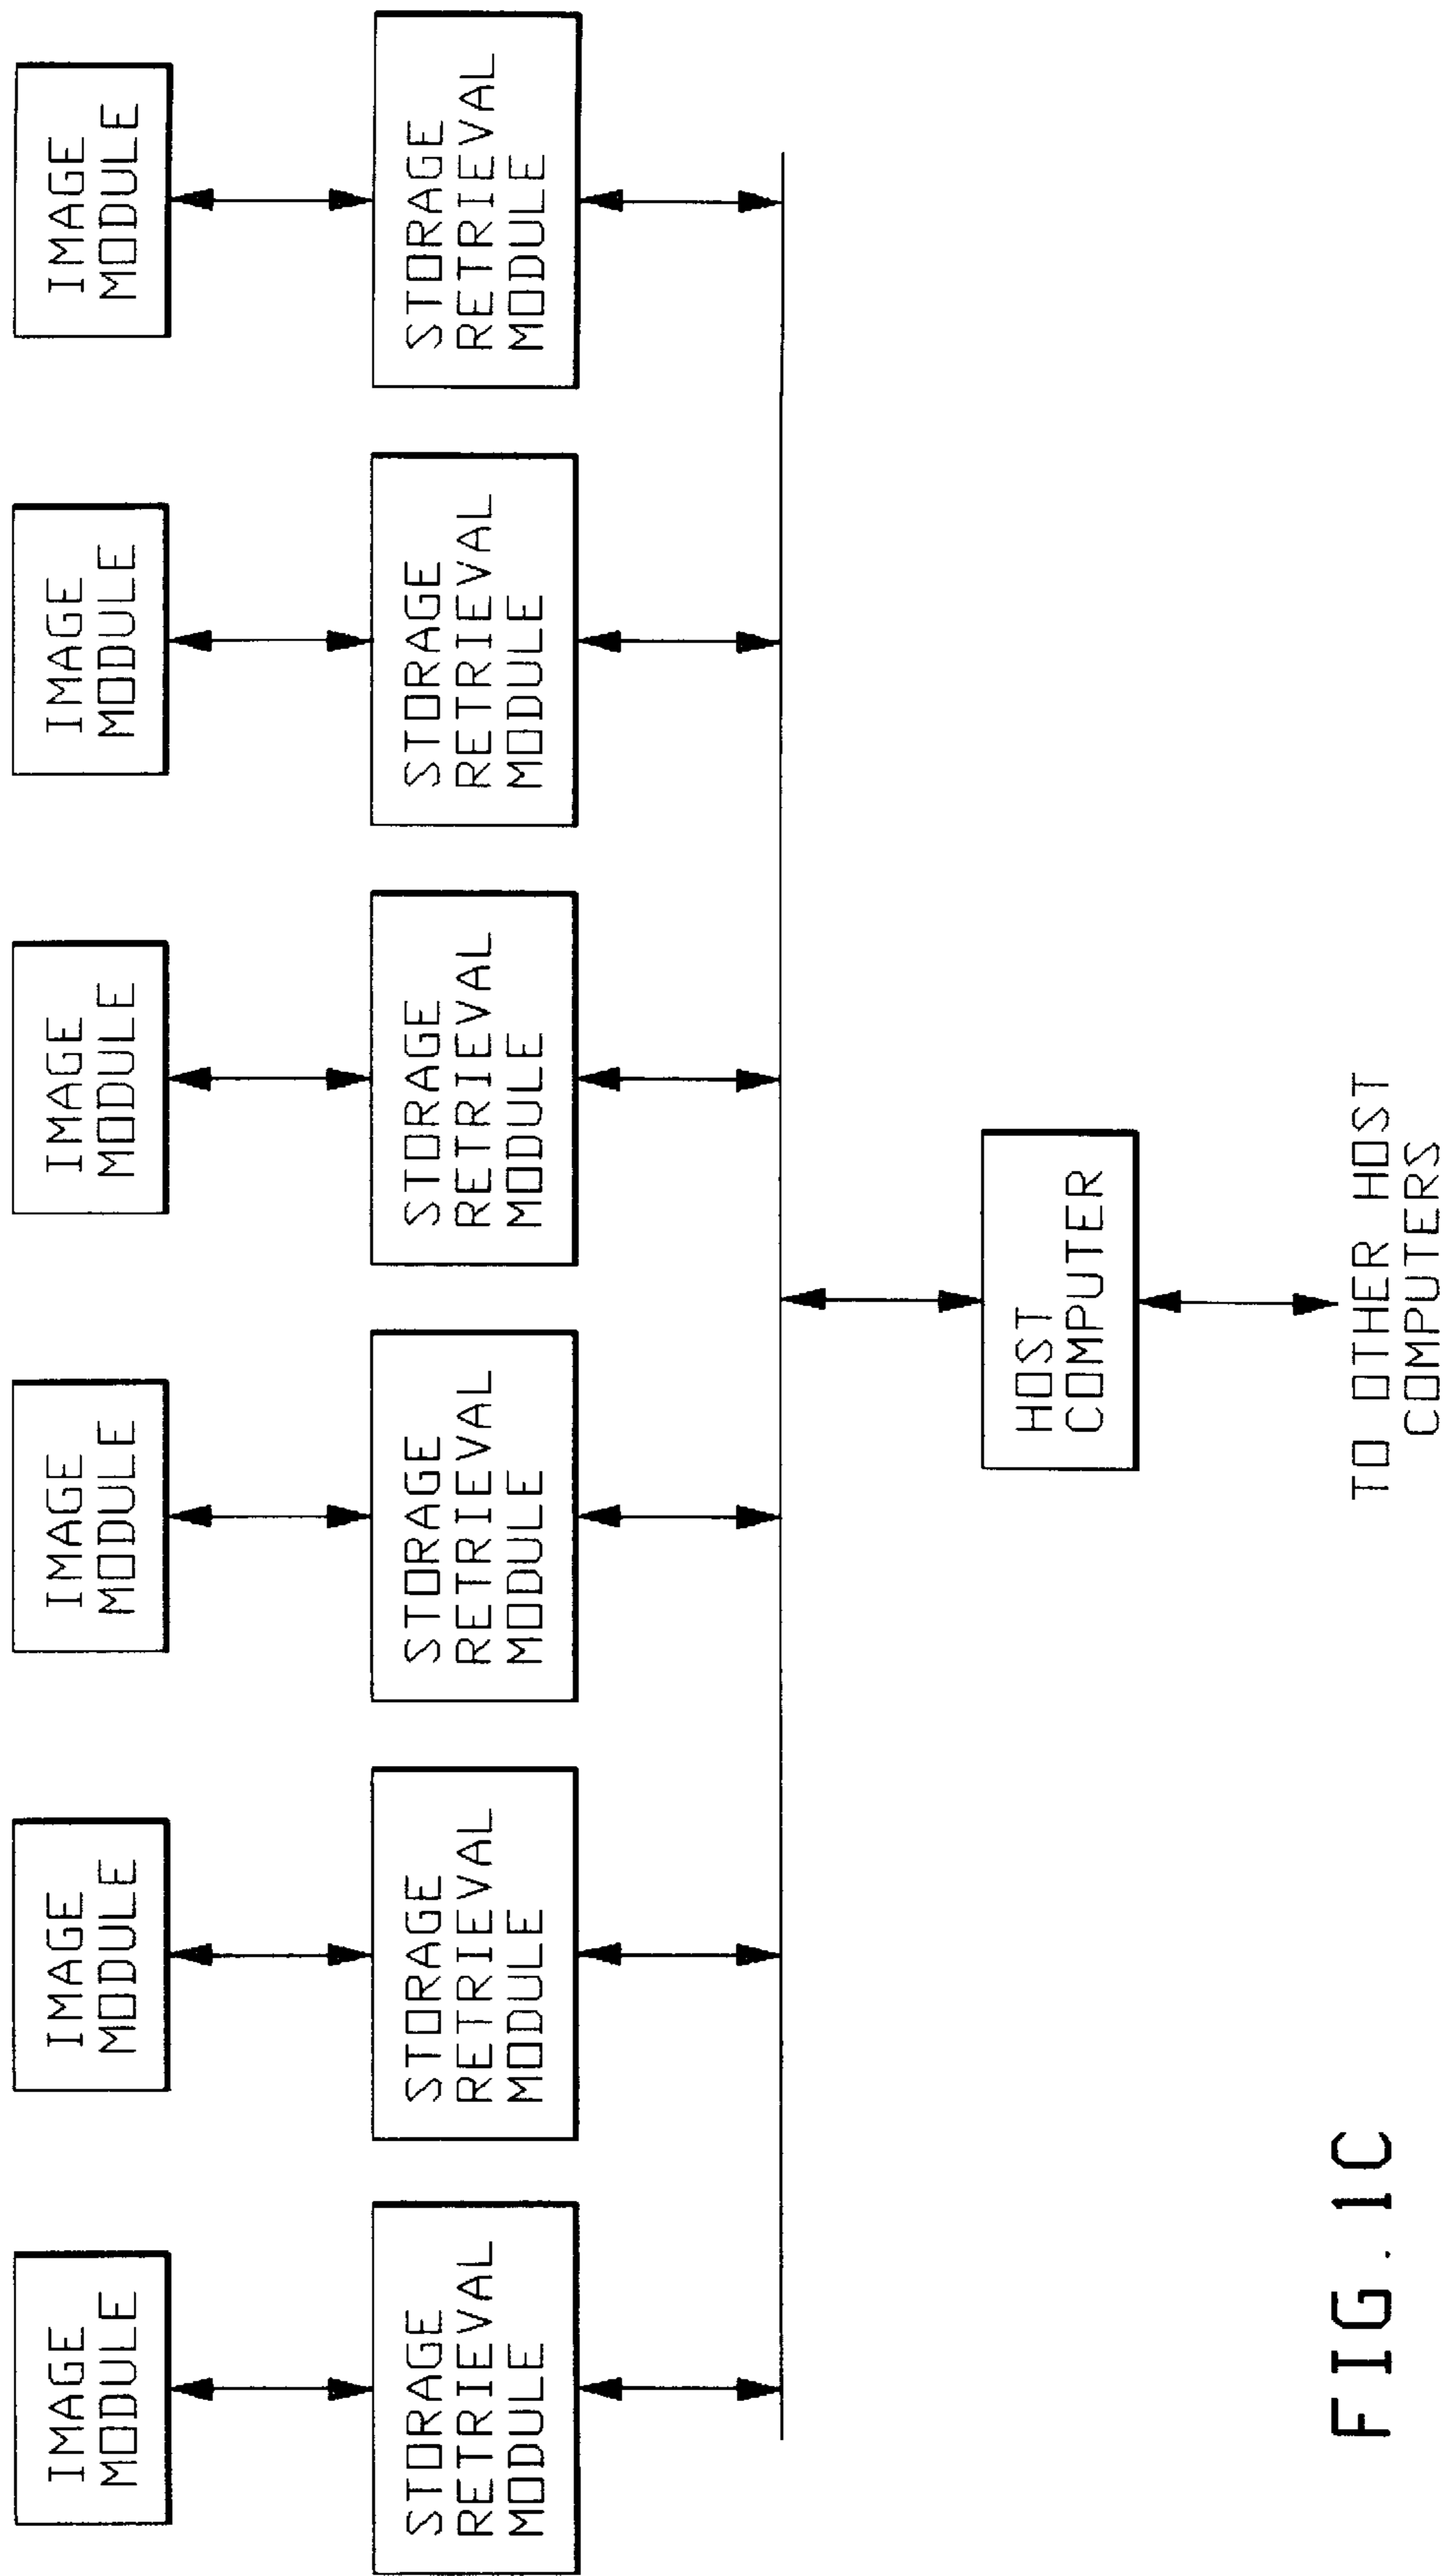 IMAGE
MODULE
IMAGE
MODULE
IMAGE
MODULE
IMAGE
MODULE
IMAGE
MODULE
IMAGE
MODULE
STORAGE
RETRIEVAL
MODULE
STORAGE
RETRIEVAL
MODULE
STORAGE
RETRIEVAL
MODULE
STORAGE
RETRIEVAL
MODULE
STORAGE
RETRIEVAL
MODULE
STORAGE
RETRIEVAL
MODULE
HOST
COMPUTER
TO OTHER HOST
COMPUTERS
FIG. 1C